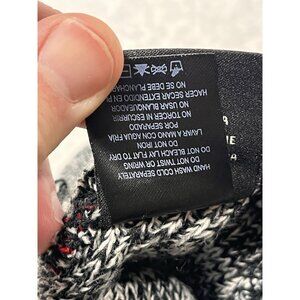 HAND WASH COLD SEPARATELY
DO NOT TWIST OR WRING
DO NOT BLEACH LAY FLAT TO DRY
DO NOT IRON
LAVAR A MANO CON AGUA FRIA
POR SEPARADO
NO TORCER NI ESCURRIR
NO USAR BLANQUEADOR
HACER SECAR EXTENDIDO EN P
NO SE DEBE PLANCHAR